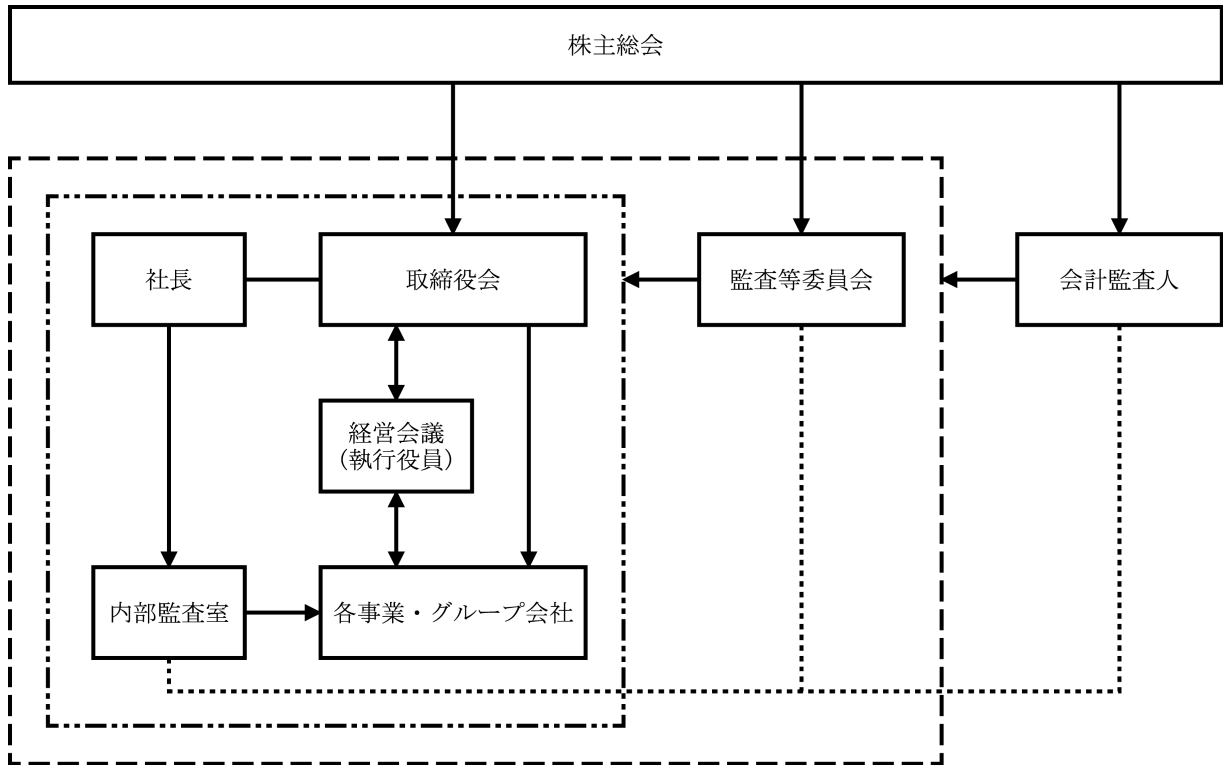 株主総会
社長
取締役会
監査等委員会
会計監査人
経営会議
(執行役員)
内部監査室
各事業・グループ会社